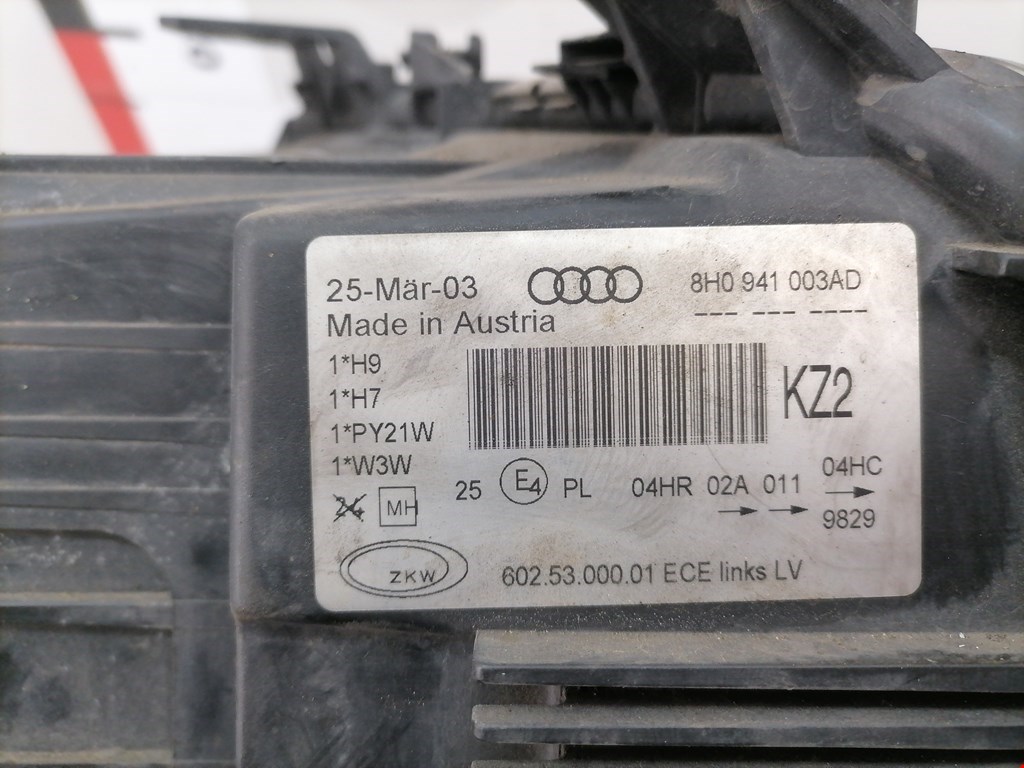 25-Mär-03
8H0 941 003AD
Made in Austria
--- --- ----
1*H9
1*H7
1*PY21W
1*W3W
KZ2
MH
25 E4 PL 04HR 02A 011 04HC
9829
ZKW
602.53.000.01 ECE links LV